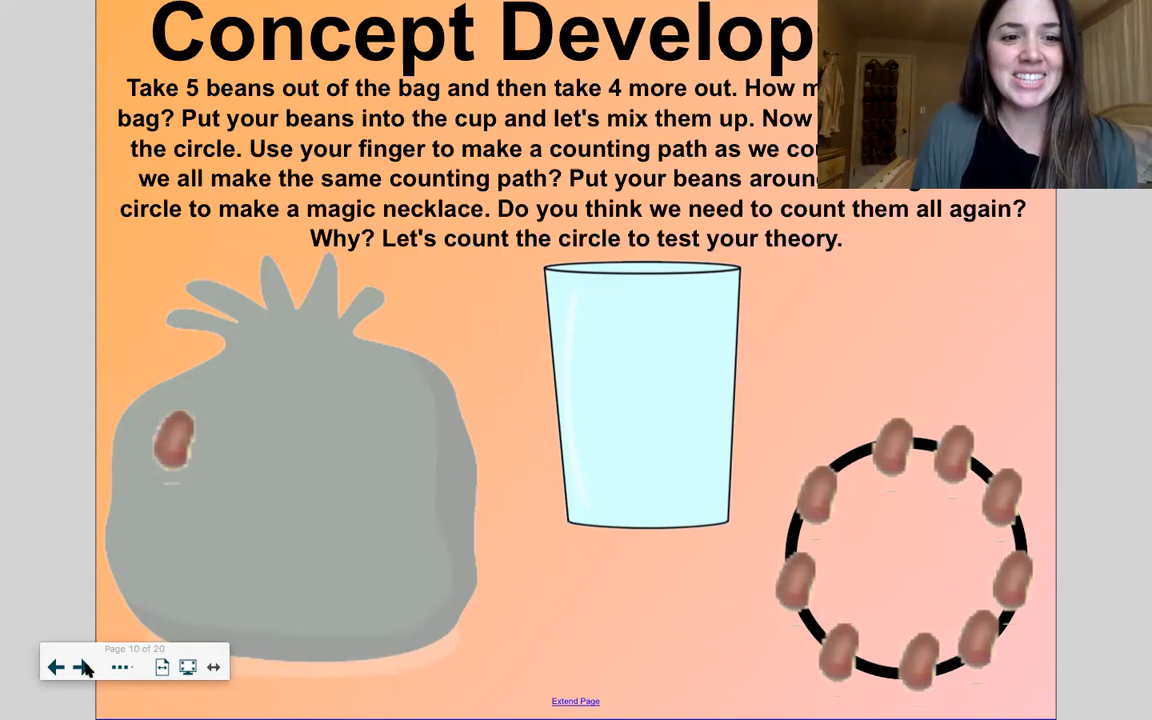 Concept Develop
Take 5 beans out of the bag and then take 4 more out. How
bag? Put your beans into the cup and let's mix them up. Now
the circle. Use your finger to make a counting path as we
we all make the same counting path? Put your beans
circle to make a magic necklace. Do you think we need to count them all again?
Why? Let's count the circle to test your theory.
Page 10 of 20
Extend Page